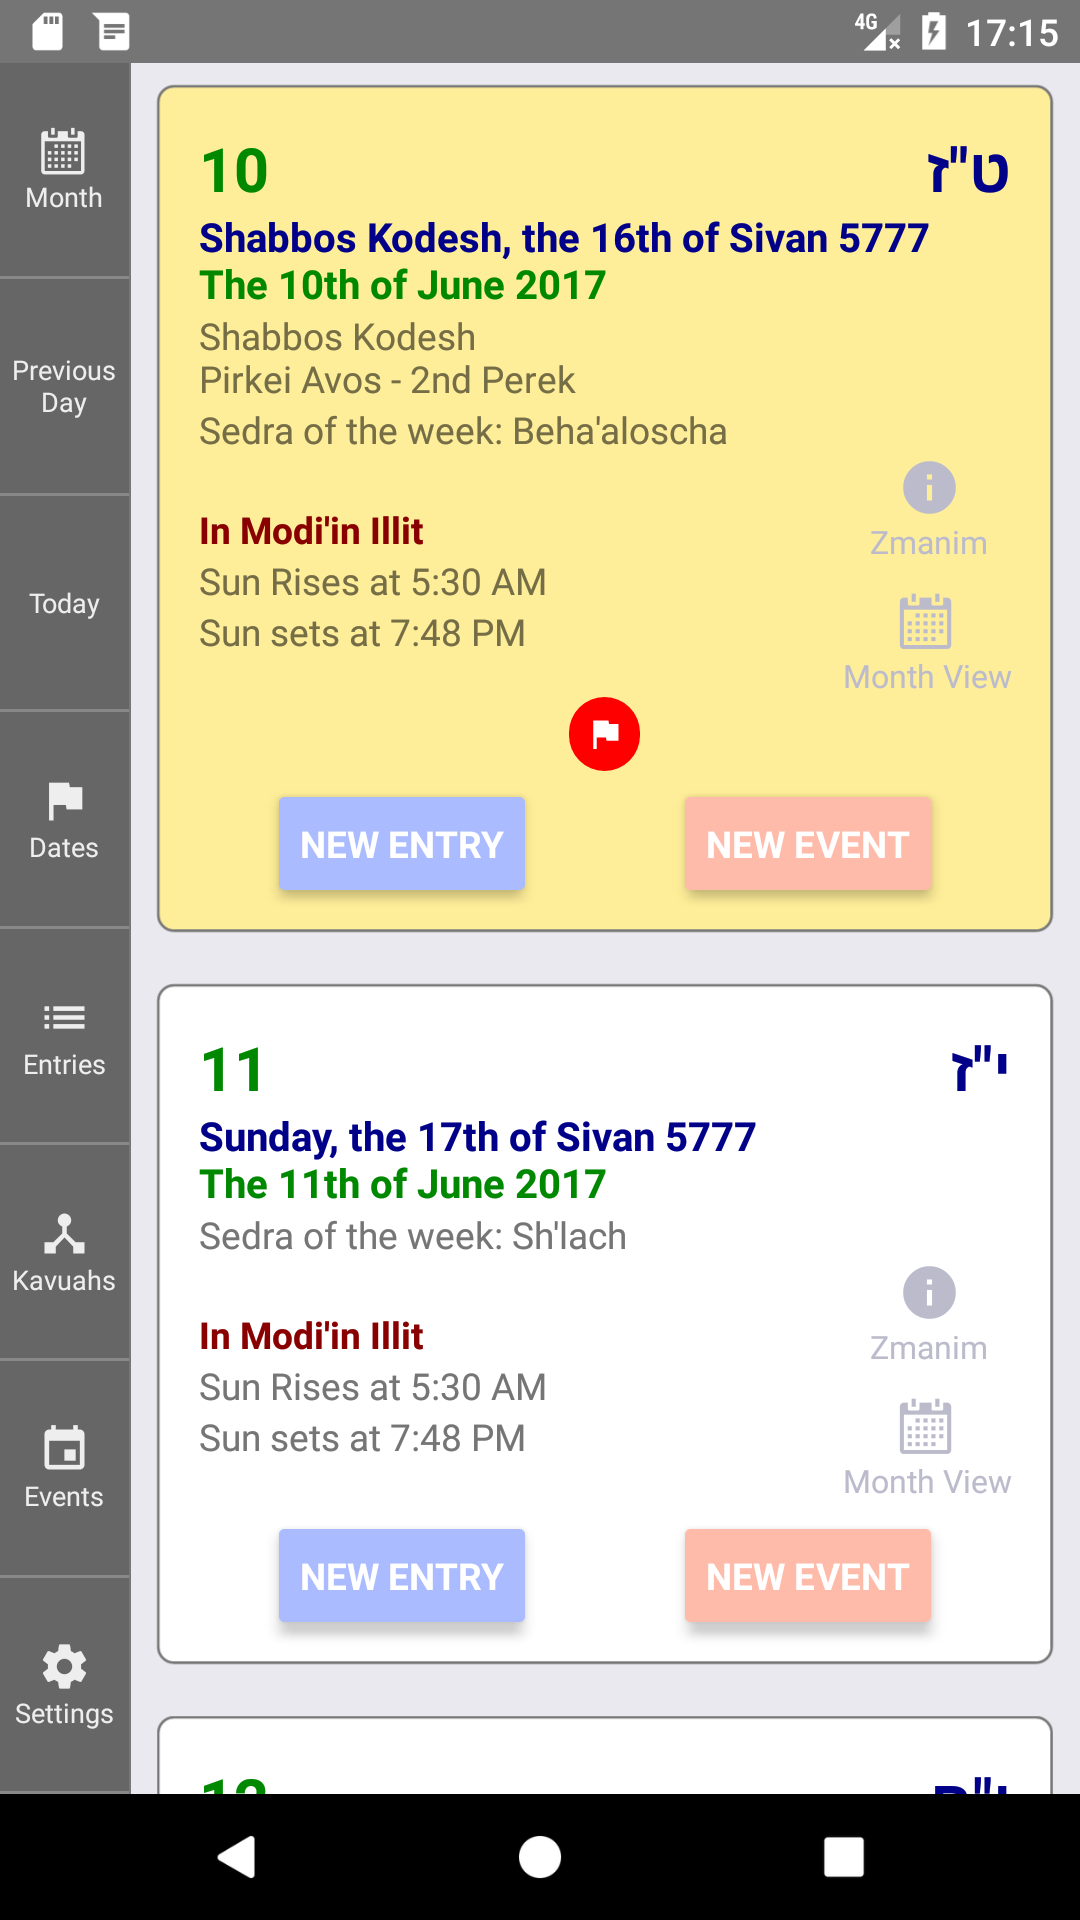 4G 17:15
Month
Previous
Day
Today
Dates
Entries
Kavuahs
Events
Settings
10 ט"ז
Shabbos Kodesh, the 16th of Sivan 5777
The 10th of June 2017
Shabbos Kodesh
Pirkei Avos - 2nd Perek
Sedra of the week: Beha'aloscha
In Modi'in Illit
Sun Rises at 5:30 AM
Sun sets at 7:48 PM
Zmanim
Month View
NEW ENTRY NEW EVENT
11 י"ז
Sunday, the 17th of Sivan 5777
The 11th of June 2017
Sedra of the week: Sh'lach
In Modi'in Illit
Sun Rises at 5:30 AM
Sun sets at 7:48 PM
Zmanim
Month View
NEW ENTRY NEW EVENT